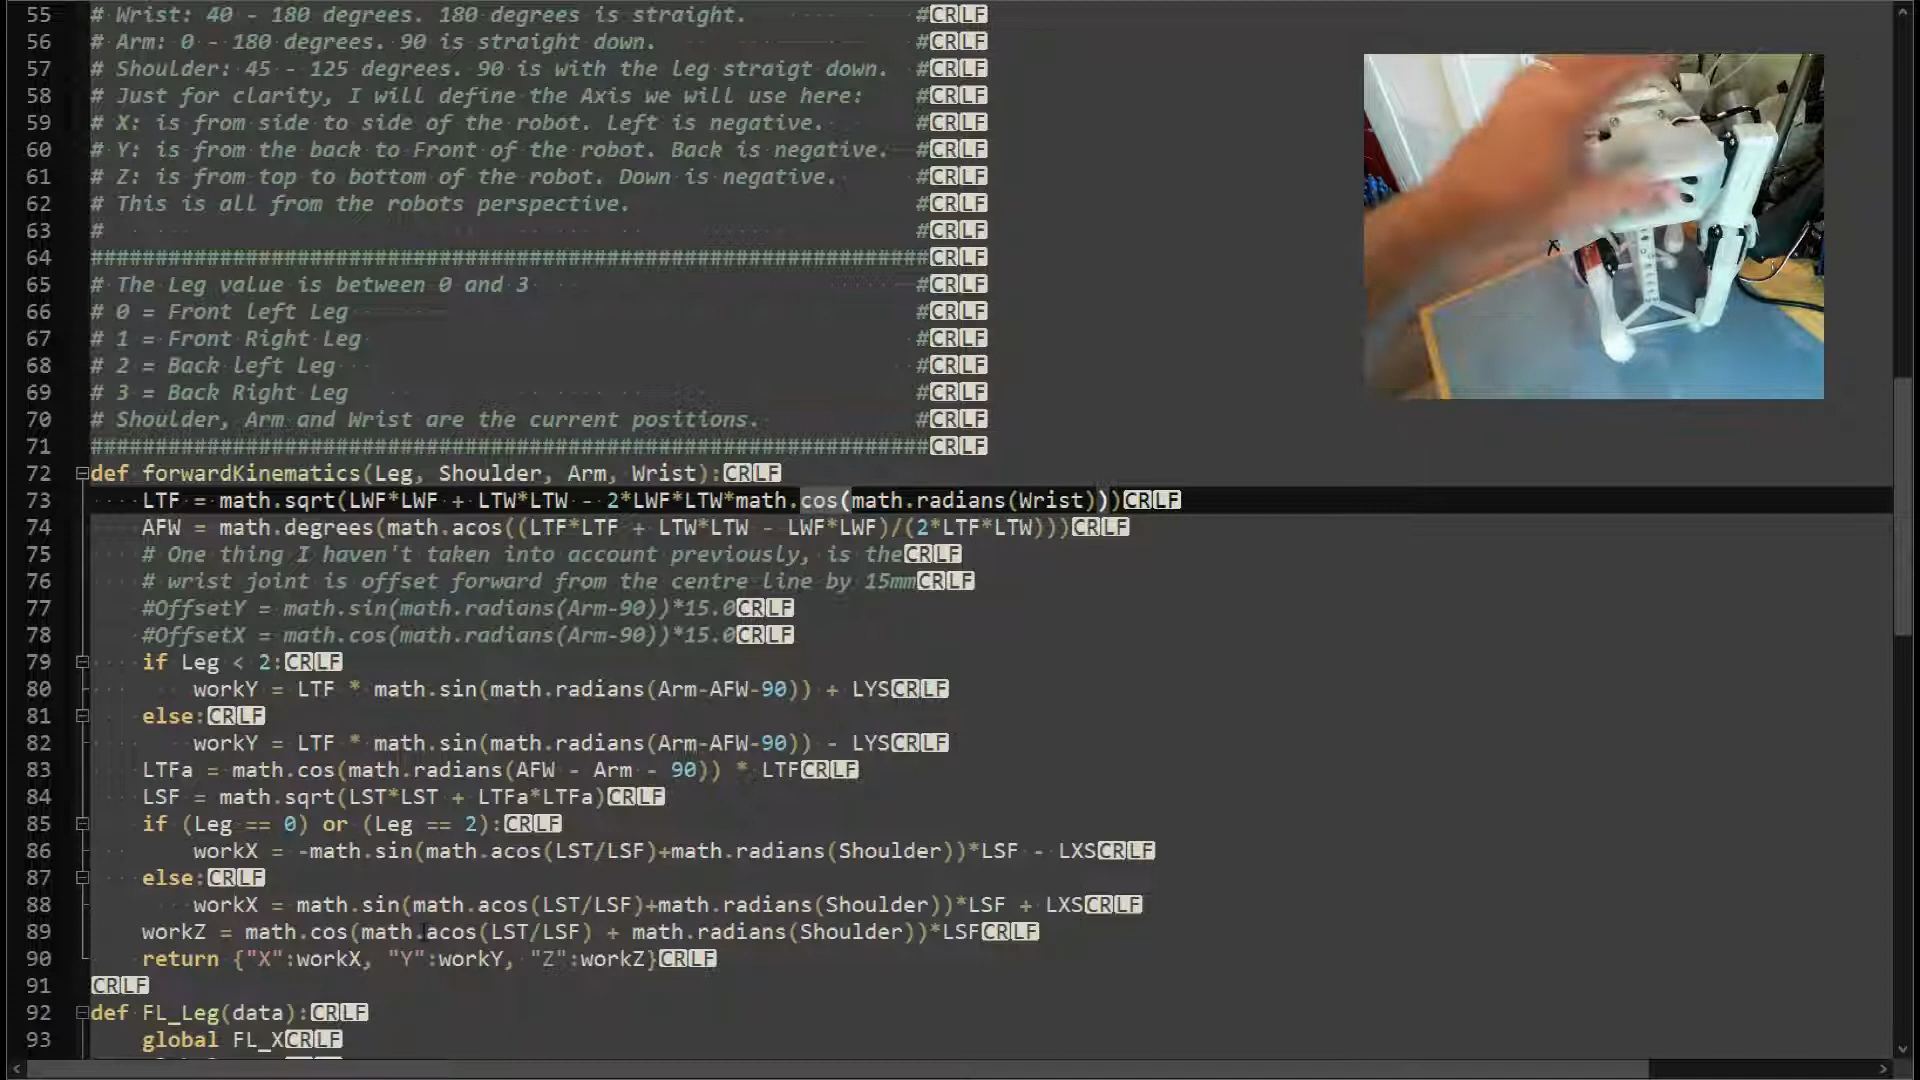 55 # Wrist: 40 - 180 degrees. 180 degrees is straight. #CRLF
56 # Arm: 0 - 180 degrees. 90 is straight down. #CRLF
57 # Shoulder: 45 - 125 degrees. 90 is with the leg straigt down. #CRLF
58 # Just for clarity, I will define the Axis we will use here: #CRLF
59 # X: is from side to side of the robot. Left is negative. #CRLF
60 # Y: is from the back to Front of the robot. Back is negative. #CRLF
61 # Z: is from top to bottom of the robot. Down is negative. #CRLF
62 # This is all from the robots perspective. #CRLF
63 # #CRLF
64 #################################################################CRLF
65 # The Leg value is between 0 and 3 #CRLF
66 # 0 = Front left Leg #CRLF
67 # 1 = Front Right Leg #CRLF
68 # 2 = Back left Leg #CRLF
69 # 3 = Back Right Leg #CRLF
70 # Shoulder, Arm and Wrist are the current positions. #CRLF
71 #################################################################CRLF
72 def forwardKinematics(Leg, Shoulder, Arm, Wrist):CRLF
73 LTF = math.sqrt(LWF*LWF + LTW*LTW - 2*LWF*LTW*math.cos(math.radians(Wrist)))CRLF
74 AFW = math.degrees(math.acos((LTF*LTF + LTW*LTW - LWF*LWF)/(2*LTF*LTW)))CRLF
75 # One thing I haven't taken into account previously, is theCRLF
76 # wrist joint is offset forward from the centre line by 15mmCRLF
77 #OffsetY = math.sin(math.radians(Arm-90))*15.0CRLF
78 #OffsetX = math.cos(math.radians(Arm-90))*15.0CRLF
79 if Leg < 2:CRLF
80 workY = LTF * math.sin(math.radians(Arm-AFW-90)) + LYSCRLF
81 else:CRLF
82 workY = LTF * math.sin(math.radians(Arm-AFW-90)) - LYSCRLF
83 LTFa = math.cos(math.radians(AFW - Arm - 90)) * LTFCRLF
84 LSF = math.sqrt(LST*LST + LTFa*LTFa)CRLF
85 if (Leg == 0) or (Leg == 2):CRLF
86 workX = -math.sin(math.acos(LST/LSF)+math.radians(Shoulder))*LSF - LXSCRLF
87 else:CRLF
88 workX = math.sin(math.acos(LST/LSF)+math.radians(Shoulder))*LSF + LXSCRLF
89 workZ = math.cos(math.acos(LST/LSF) + math.radians(Shoulder))*LSFCRLF
90 return {"X":workX, "Y":workY, "Z":workZ}CRLF
91 CRLF
92 def FL_Leg(data):CRLF
93 global FL_XCRLF